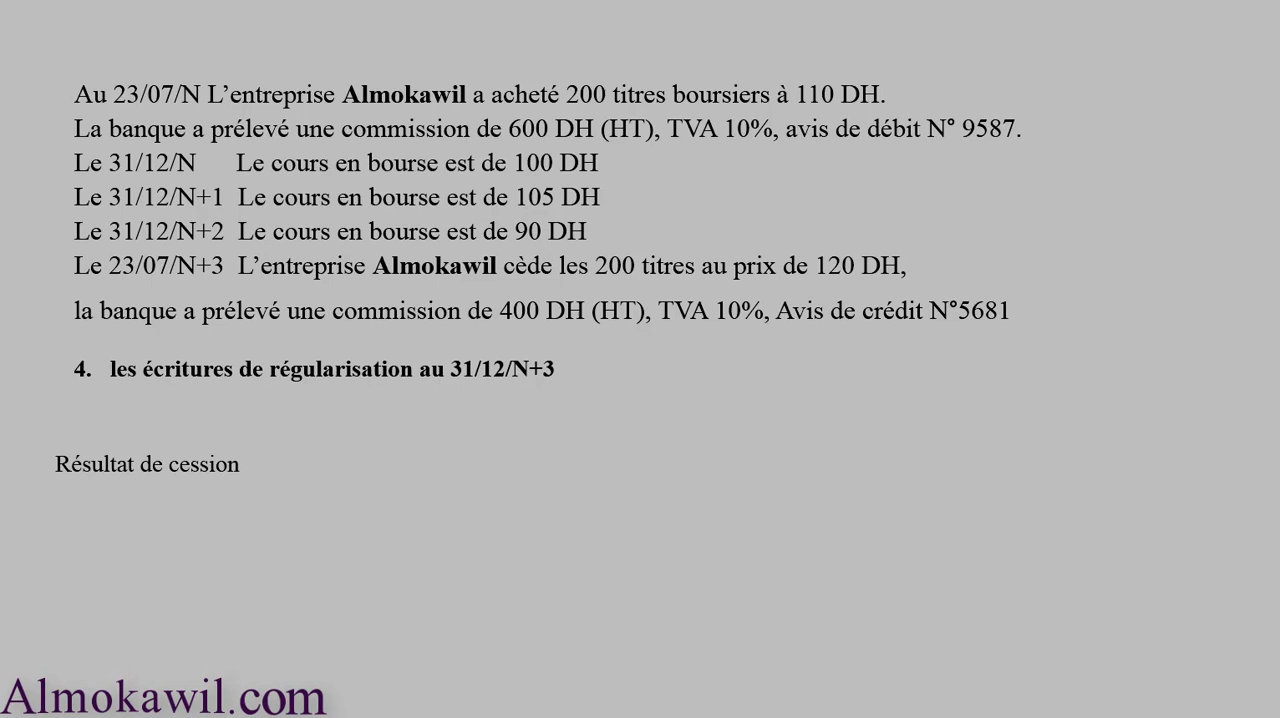 Au 23/07/N L’entreprise Almokawil a acheté 200 titres boursiers à 110 DH.
La banque a prélevé une commission de 600 DH (HT), TVA 10%, avis de débit N° 9587.
Le 31/12/N Le cours en bourse est de 100 DH
Le 31/12/N+1 Le cours en bourse est de 105 DH
Le 31/12/N+2 Le cours en bourse est de 90 DH
Le 23/07/N+3 L’entreprise Almokawil cède les 200 titres au prix de 120 DH,
la banque a prélevé une commission de 400 DH (HT), TVA 10%, Avis de crédit N°5681
4. les écritures de régularisation au 31/12/N+3
Résultat de cession
Almokawil.com